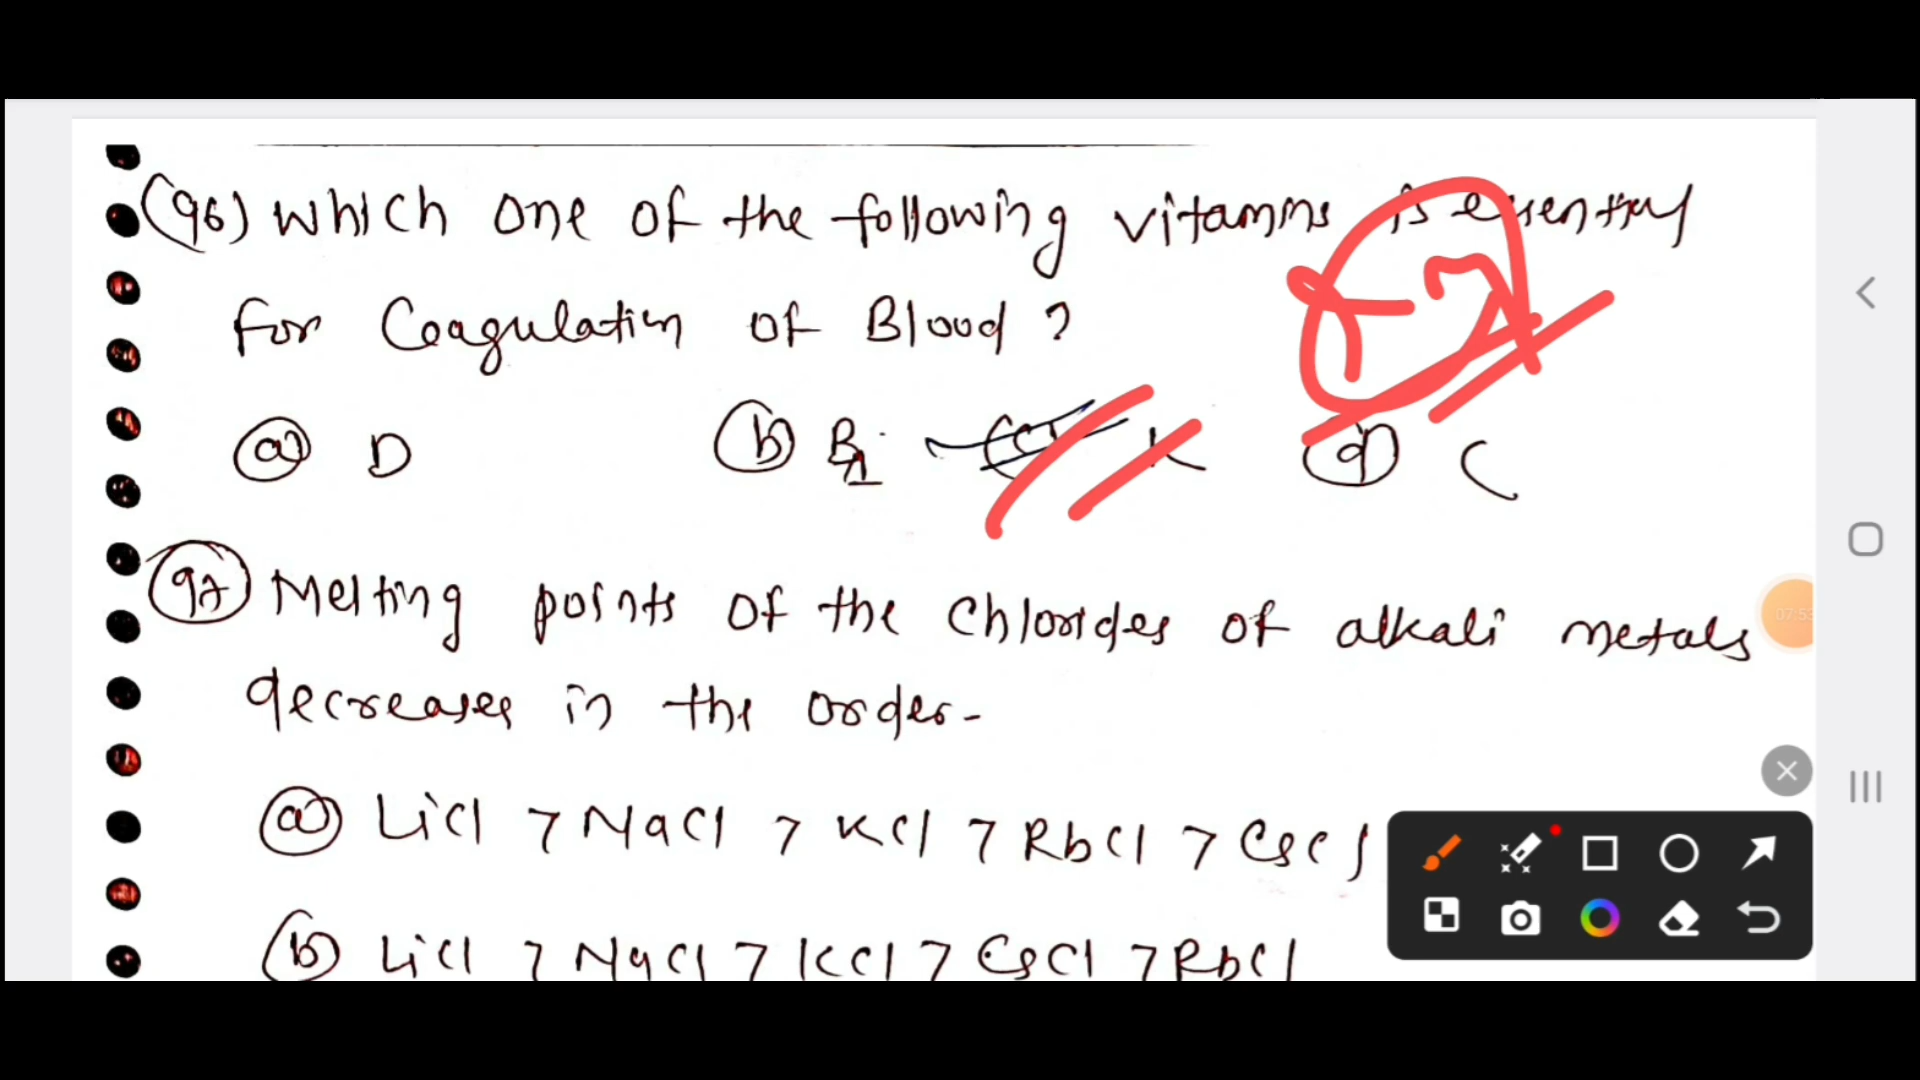 (96) Which one of the following vitamins is essential
for Coagulation of Blood ?
(a) D (b) B1 (c) K (d) C
(97) Melting points of the Chlorides of alkali metals
decreases in the order-
(a) LiCl > NaCl > KCl > RbCl > CsCl
(b) LiCl > NaCl > KCl > CsCl > RbCl